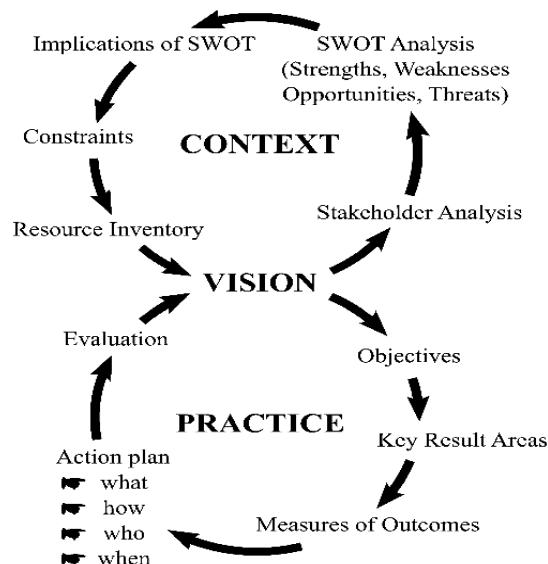 Implications of SWOT
SWOT Analysis
(Strengths, Weaknesses
Opportunities, Threats)
Constraints
CONTEXT
Resource Inventory
Stakeholder Analysis
VISION
Evaluation
Objectives
PRACTICE
Key Result Areas
Action plan
what
how
who
when
Measures of Outcomes